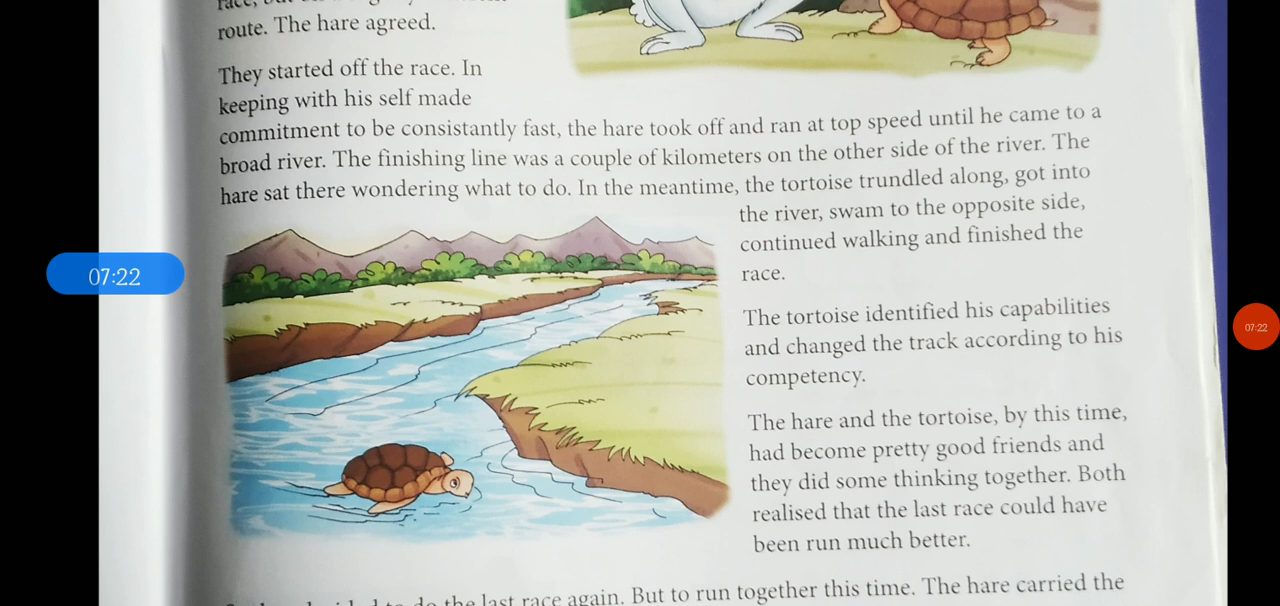 route. The hare agreed.
They started off the race. In
keeping with his self made
commitment to be consistantly fast, the hare took off and ran at top speed until he came to a
broad river. The finishing line was a couple of kilometers on the other side of the river. The
hare sat there wondering what to do. In the meantime, the tortoise trundled along, got into
the river, swam to the opposite side,
continued walking and finished the
race.
07:22
07:22
The tortoise identified his capabilities
and changed the track according to his
competency.
The hare and the tortoise, by this time,
had become pretty good friends and
they did some thinking together. Both
realised that the last race could have
been run much better.
to do the last race again. But to run together this time. The hare carried the